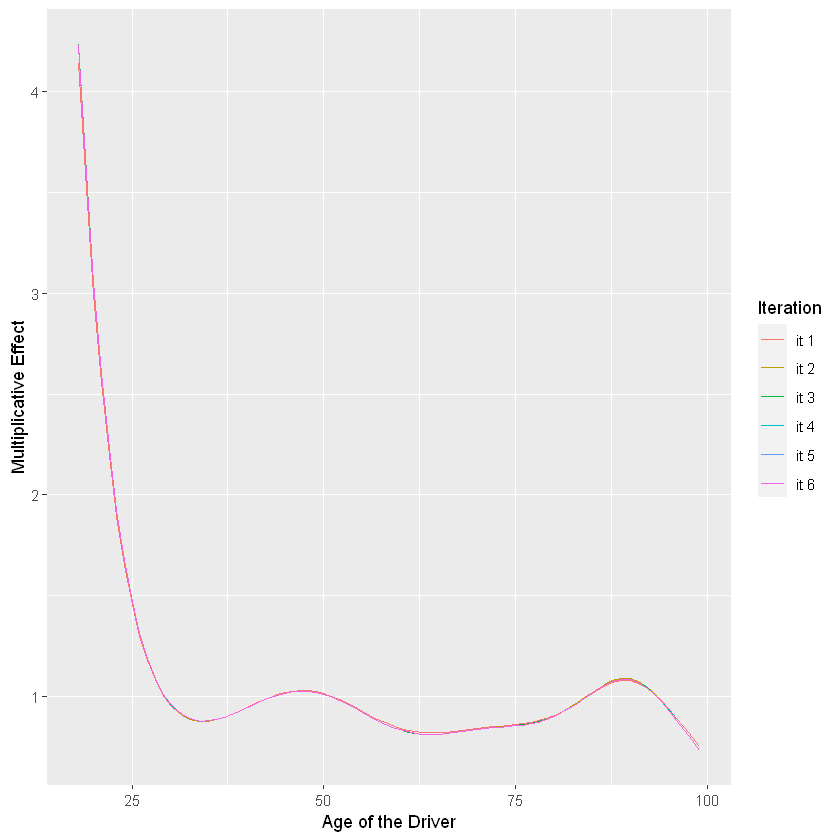 4
3
2
1
Multiplicative Effect
25 50 75 100
Age of the Driver
Iteration
it 1
it 2
it 3
it 4
it 5
it 6